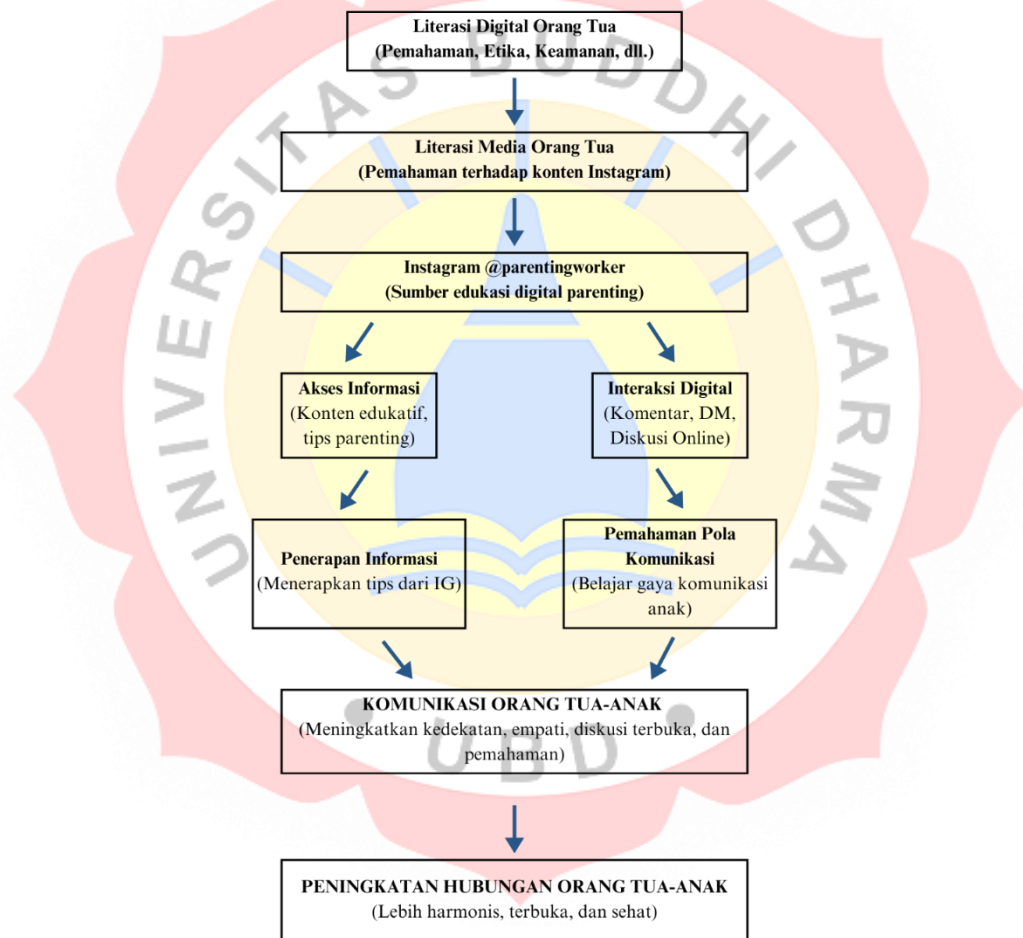 Literasi Digital Orang Tua
(Pemahaman, Etika, Keamanan, dll.)
Literasi Media Orang Tua
(Pemahaman terhadap konten Instagram)
Instagram @parentingworker
(Sumber edukasi digital parenting)
Akses Informasi
(Konten edukatif,
tips parenting)
Interaksi Digital
(Komentar, DM,
Diskusi Online)
Penerapan Informasi
(Menerapkan tips dari IG)
Pemahaman Pola
Komunikasi
(Belajar gaya komunikasi
anak)
KOMUNIKASI ORANG TUA-ANAK
(Meningkatkan kedekatan, empati, diskusi terbuka, dan
pemahaman)
PENINGKATAN HUBUNGAN ORANG TUA-ANAK
(Lebih harmonis, terbuka, dan sehat)
UNIVERSITAS BUDDHI DHARMA
UBD